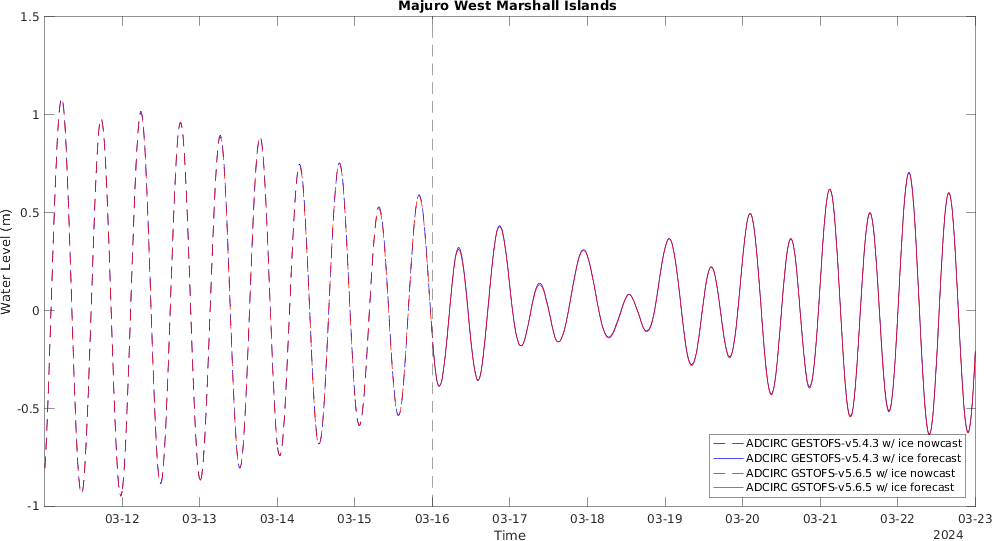 Majuro West Marshall Islands
1.5
1
0.5
0
-0.5
-1
Water Level (m)
ADCIRC GESTOFS-v5.4.3 w/ ice nowcast
ADCIRC GESTOFS-v5.4.3 w/ ice forecast
ADCIRC GSTOFS-v5.6.5 w/ ice nowcast
ADCIRC GSTOFS-v5.6.5 w/ ice forecast
03-12 03-13 03-14 03-15 03-16 03-17 03-18 03-19 03-20 03-21 03-22 03-23
Time
2024